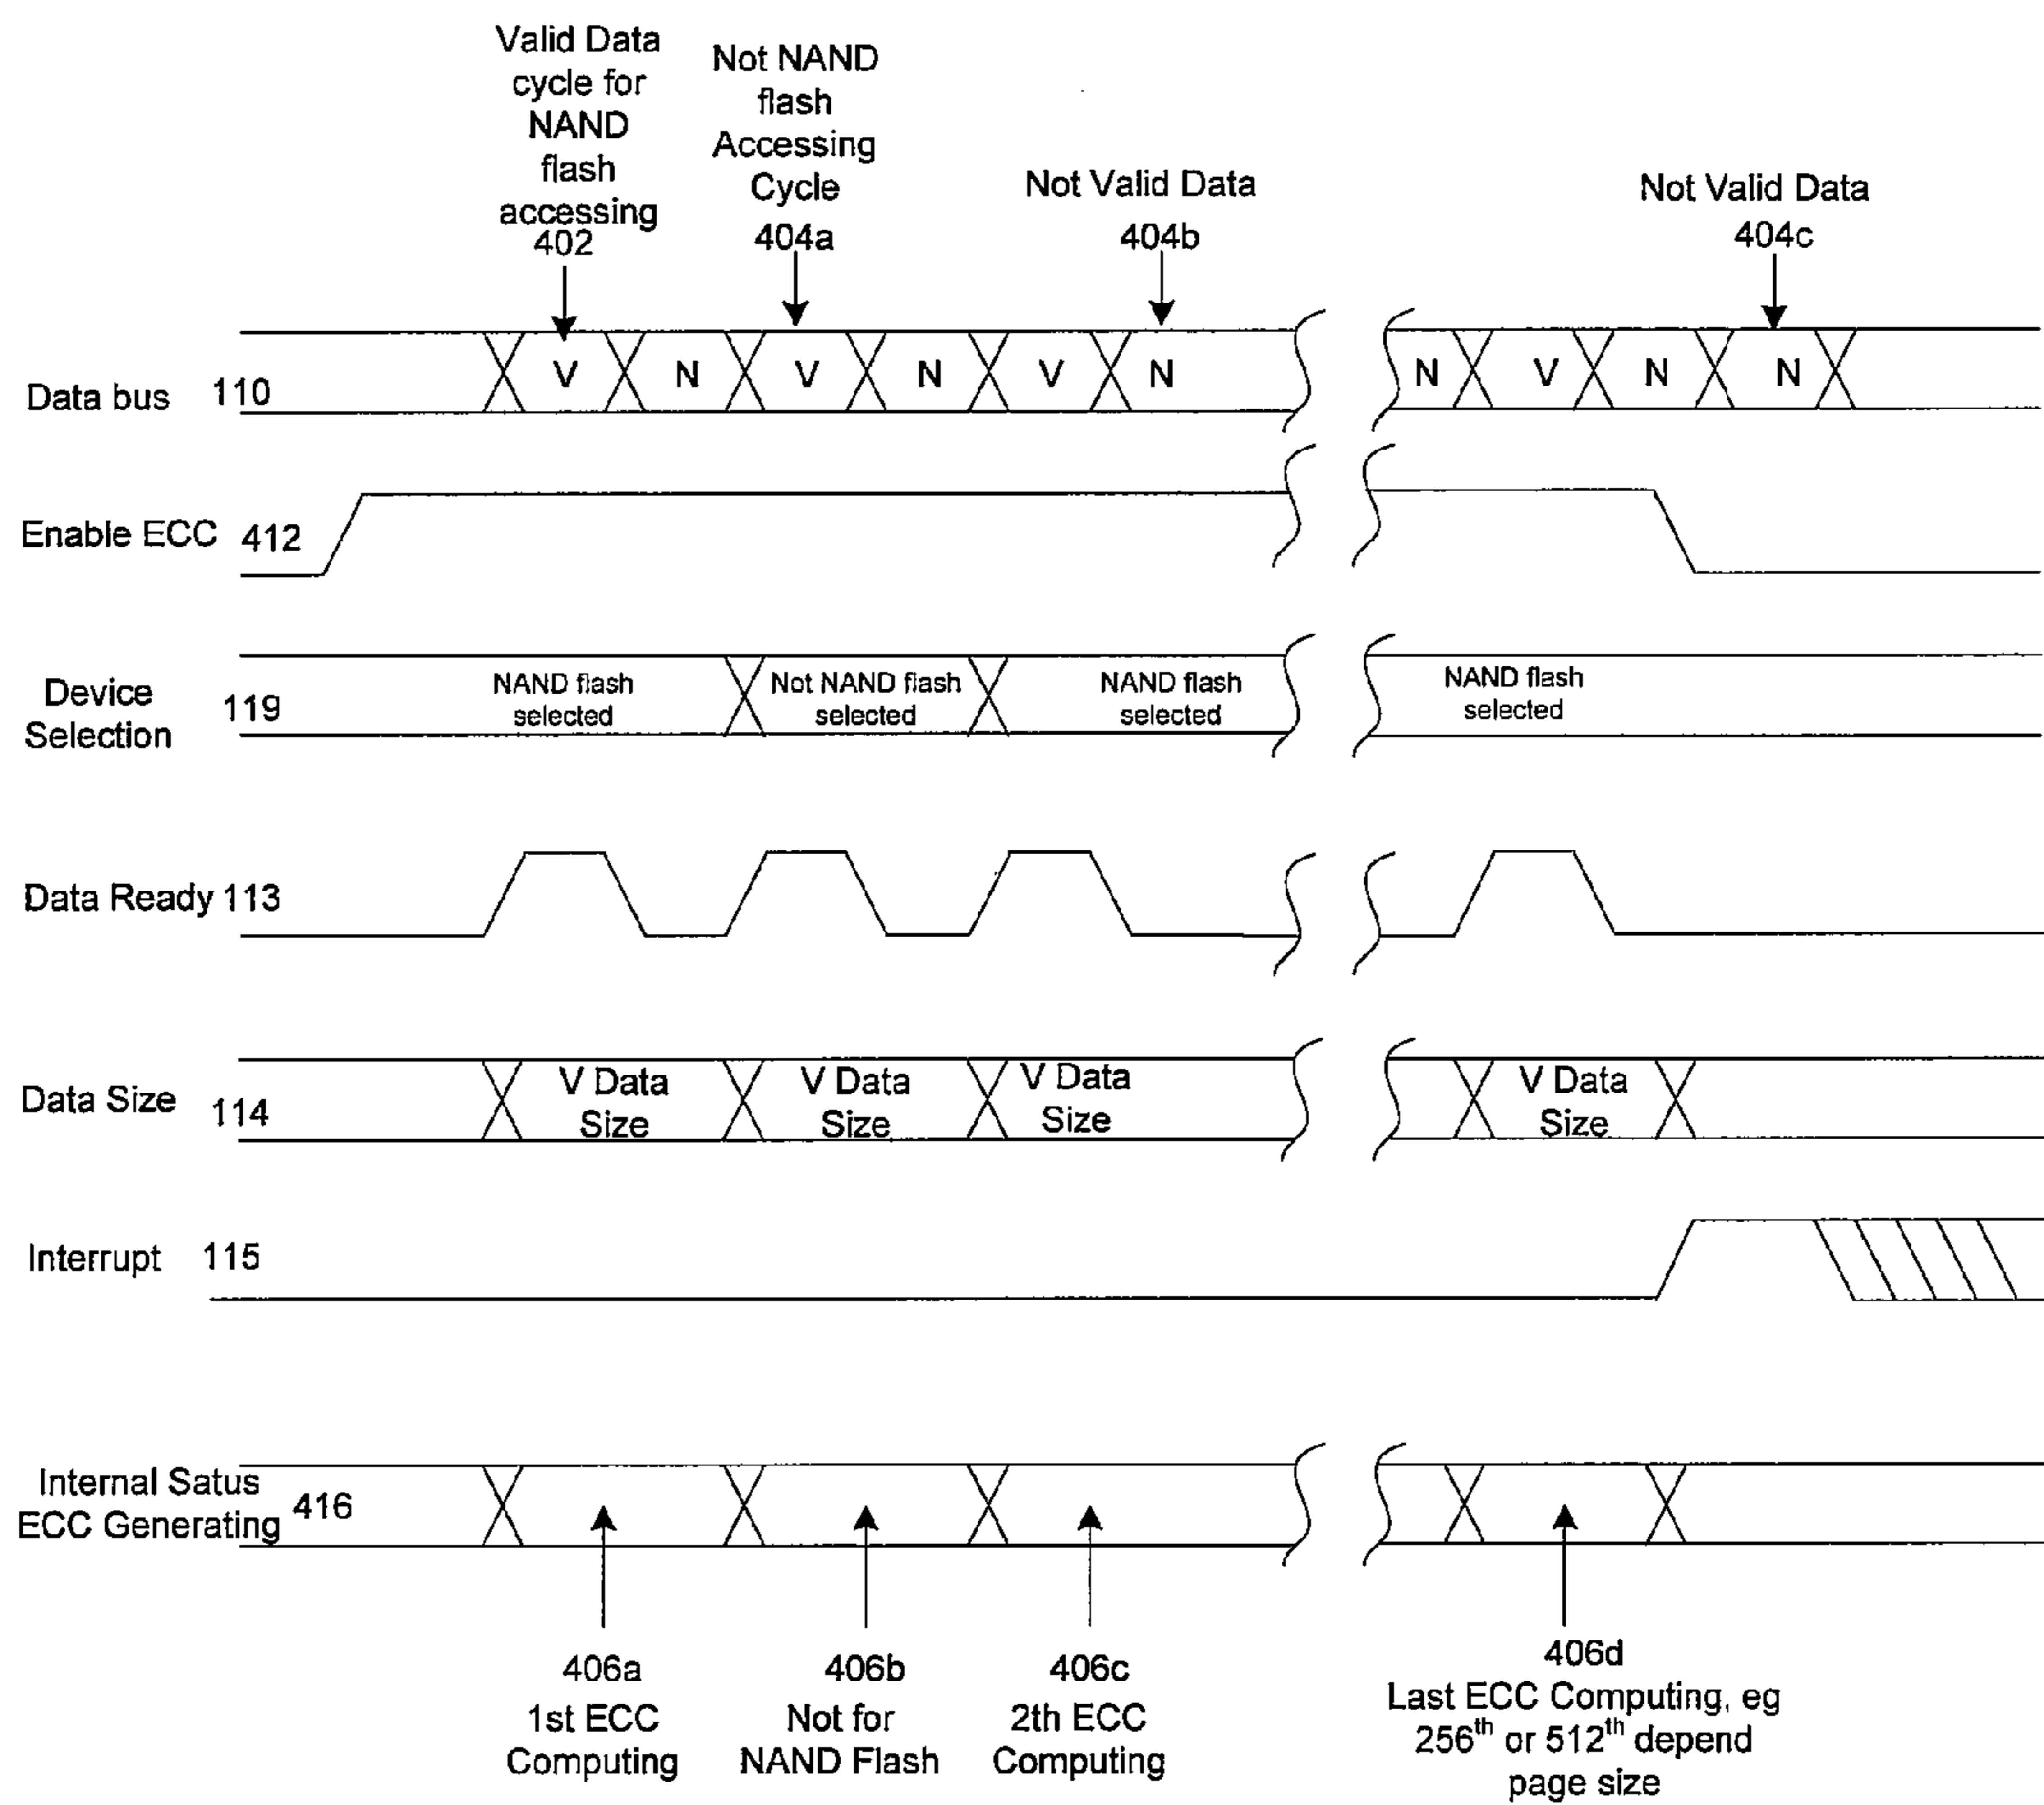 Valid Data
cycle for
NAND
flash
accessing
402
Not NAND
flash
Accessing
Cycle
404a
Not Valid Data
404b
Not Valid Data
404c
Data bus 110
V N V N V N N V N N
Enable ECC 412
Device
Selection
119
NAND flash
selected
Not NAND flash
selected
NAND flash
selected
NAND flash
selected
Data Ready 113
Data Size 114
V Data
Size
V Data
Size
V Data
Size
V Data
Size
Interrupt 115
Internal Satus
ECC Generating
416
406a
1st ECC
Computing
406b
Not for
NAND Flash
406c
2th ECC
Computing
406d
Last ECC Computing, eg
256th or 512th depend
page size